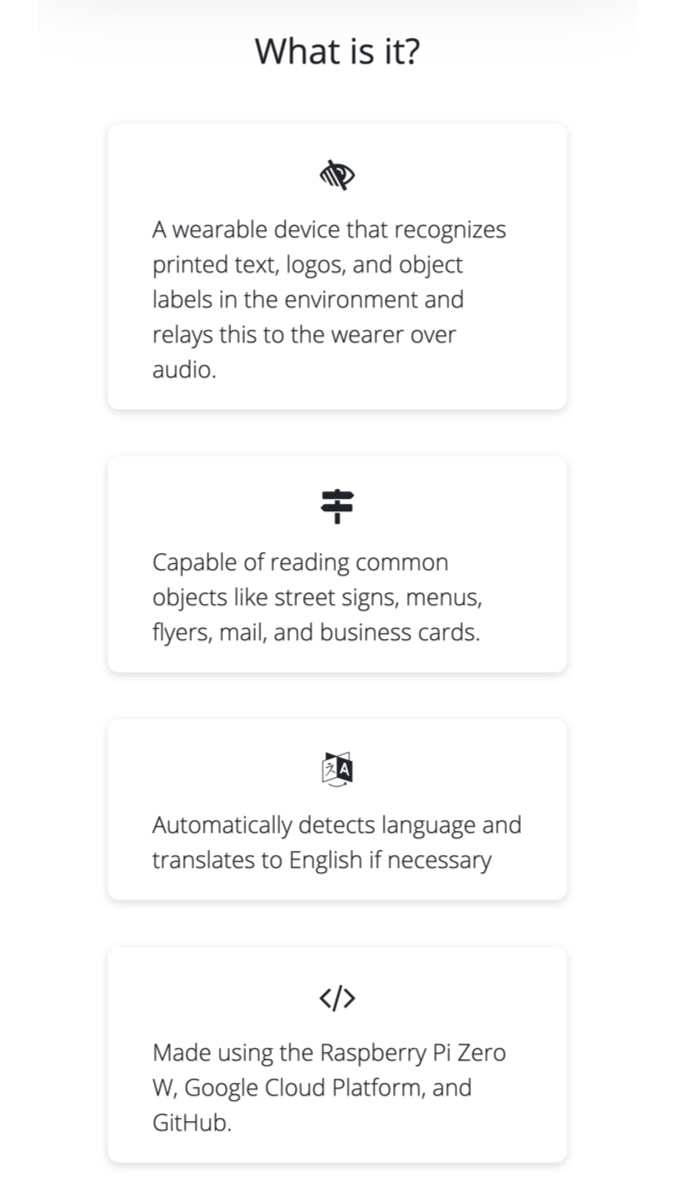 What is it?
A wearable device that recognizes
printed text, logos, and object
labels in the environment and
relays this to the wearer over
audio.
Capable of reading common
objects like street signs, menus,
flyers, mail, and business cards.
Automatically detects language and
translates to English if necessary
</>
Made using the Raspberry Pi Zero
W, Google Cloud Platform, and
GitHub.